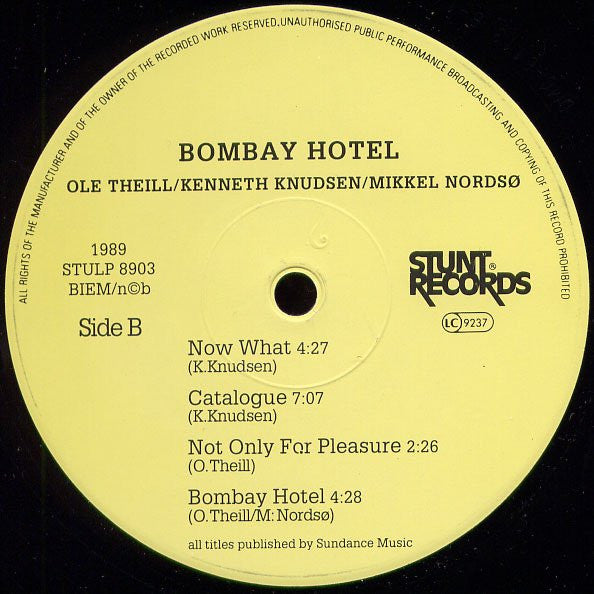 ALL RIGHTS OF THE MANUFACTURER AND OF THE OWNER OF THE RECORDED WORK RESERVED. UNAUTHORISED PUBLIC PERFORMANCE BROADCASTING AND COPYING OF THIS RECORD PROHIBITED
BOMBAY HOTEL
OLE THEILL/KENNETH KNUDSEN/MIKKEL NORDSØ
1989
STULP 8903
BIEM/n©b
Side B
STUNT®
RECORDS
LC 9237
Now What 4:27
(K.Knudsen)
Catalogue 7:07
(K.Knudsen)
Not Only For Pleasure 2:26
(O.Theill)
Bombay Hotel 4:28
(O.Theill/M:Nordsø)
all titles published by Sundance Music